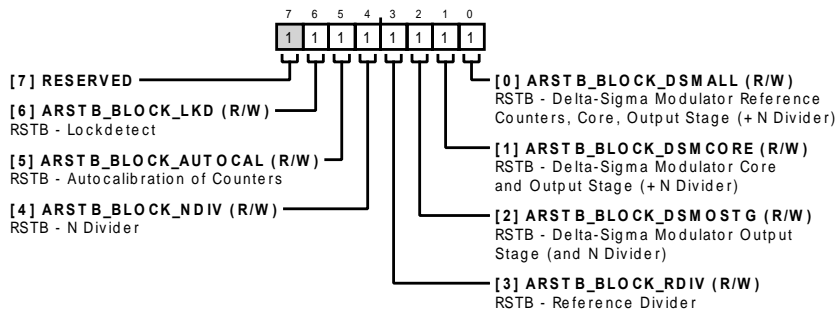 7 6 5 4 3 2 1 0
1 1 1 1 1 1 1 1
[7] RESERVED
[6] ARSTB_BLOCK_LKD (R/W)
RSTB - Lockdetect
[5] ARSTB_BLOCK_AUTOCAL (R/W)
RSTB - Autocalibration of Counters
[4] ARSTB_BLOCK_NDIV (R/W)
RSTB - N Divider
[0] ARSTB_BLOCK_DSMALL (R/W)
RSTB - Delta-Sigma Modulator Reference
Counters, Core, Output Stage (+ N Divider)
[1] ARSTB_BLOCK_DSMCORE (R/W)
RSTB - Delta-Sigma Modulator Core
and Output Stage (+ N Divider)
[2] ARSTB_BLOCK_DSMOSTG (R/W)
RSTB - Delta-Sigma Modulator Output
Stage (and N Divider)
[3] ARSTB_BLOCK_RDIV (R/W)
RSTB - Reference Divider